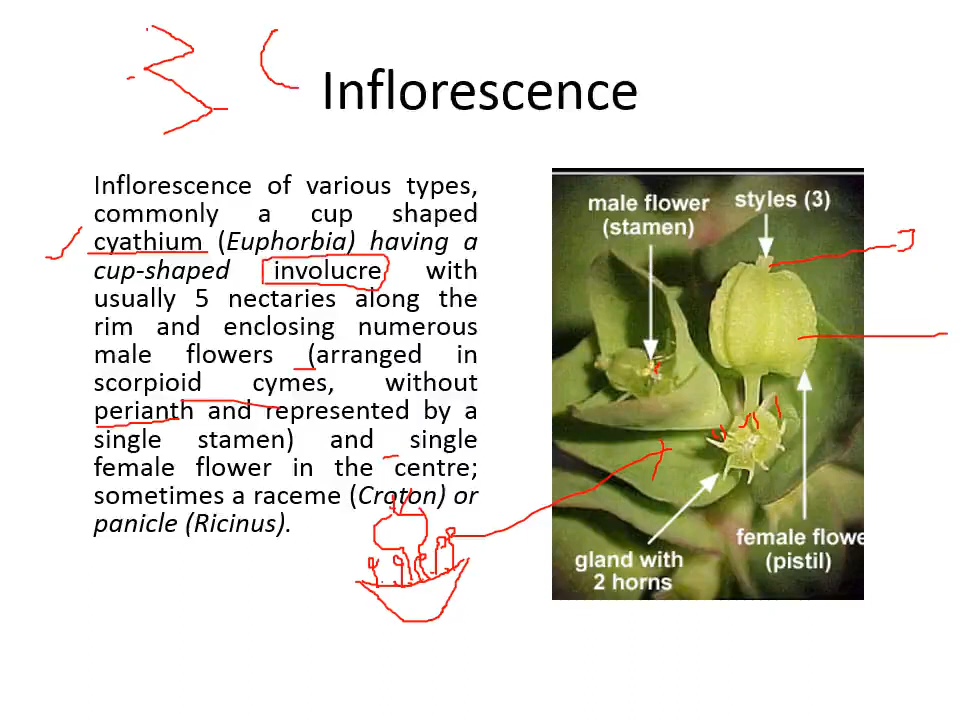 Inflorescence
Inflorescence of various types,
commonly a cup shaped
cyathium (Euphorbia) having a
cup-shaped involucre with
usually 5 nectaries along the
rim and enclosing numerous
male flowers (arranged in
scorpioid cymes, without
perianth and represented by a
single stamen) and single
female flower in the centre;
sometimes a raceme (Croton) or
panicle (Ricinus).
male flower
(stamen)
styles (3)
gland with
2 horns
female flowe
(pistil)